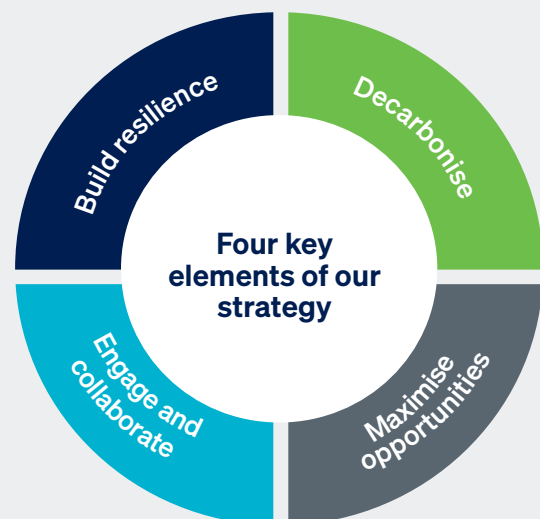 Build resilience
Decarbonise
Four key
elements of our
strategy
Engage and
collaborate
Maximise
opportunities